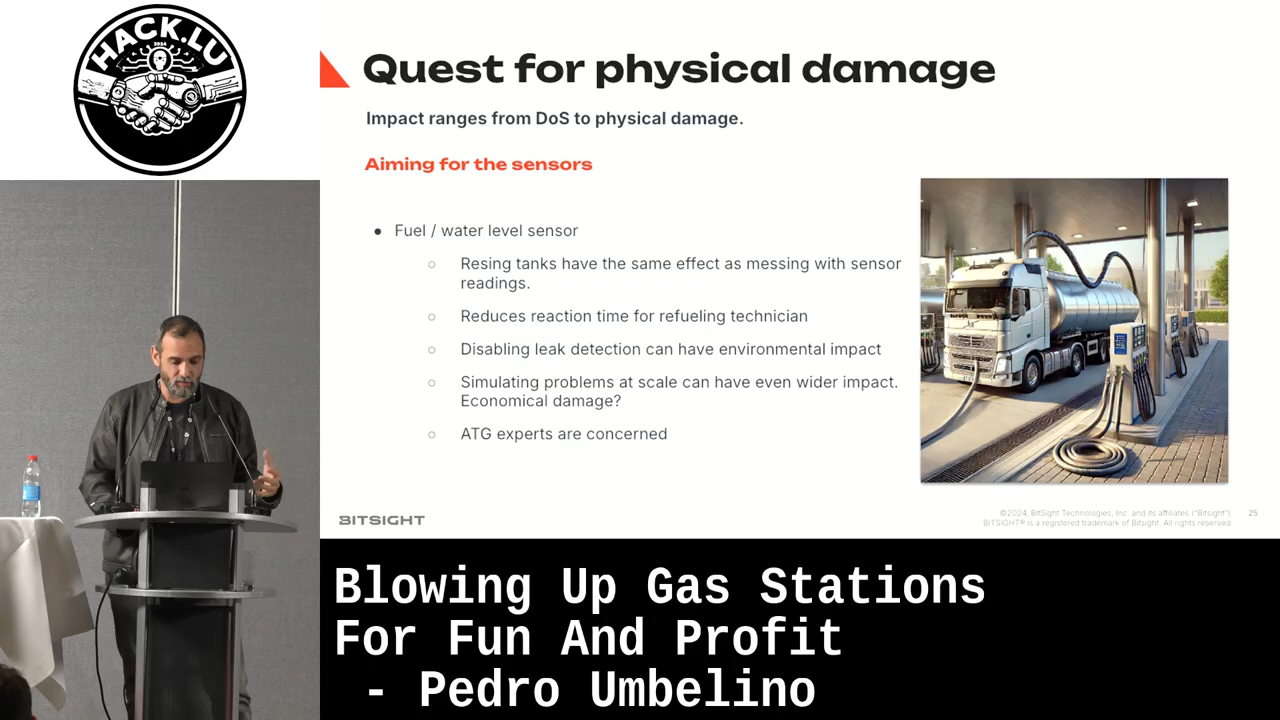 HACK.LU
2024
Quest for physical damage
Impact ranges from DoS to physical damage.
Aiming for the sensors
● Fuel / water level sensor
○ Resing tanks have the same effect as messing with sensor
readings.
○ Reduces reaction time for refueling technician
○ Disabling leak detection can have environmental impact
○ Simulating problems at scale can have even wider impact.
Economical damage?
○ ATG experts are concerned
BITSIGHT
©2024, BitSight Technologies, Inc. and its affiliates ("Bitsight").
BITSIGHT® is a registered trademark of Bitsight. All rights reserved.
25
Blowing Up Gas Stations
For Fun And Profit
- Pedro Umbelino